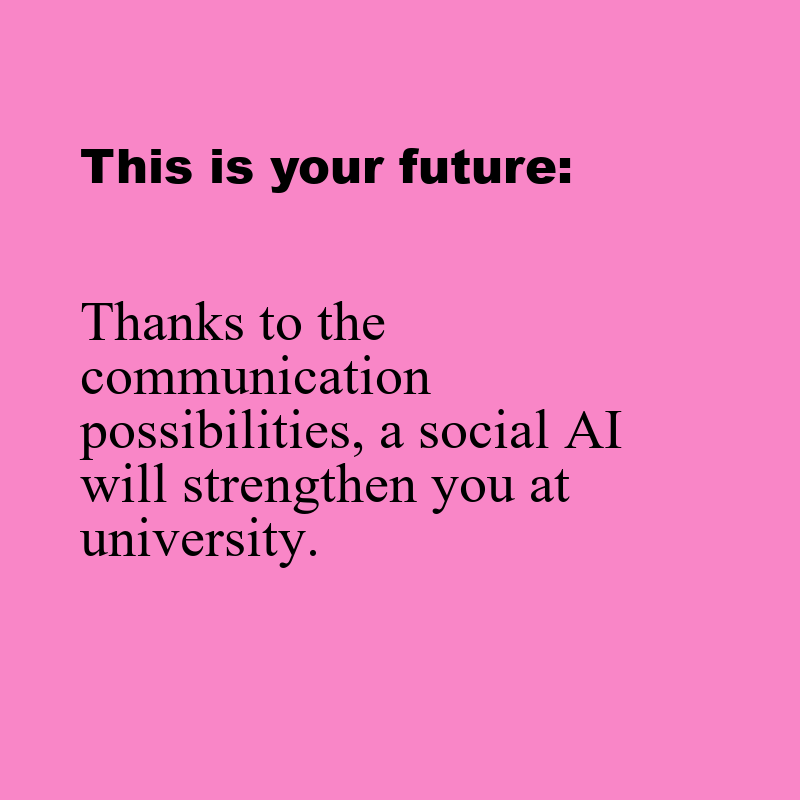 This is your future:
Thanks to the
communication
possibilities, a social AI
will strengthen you at
university.